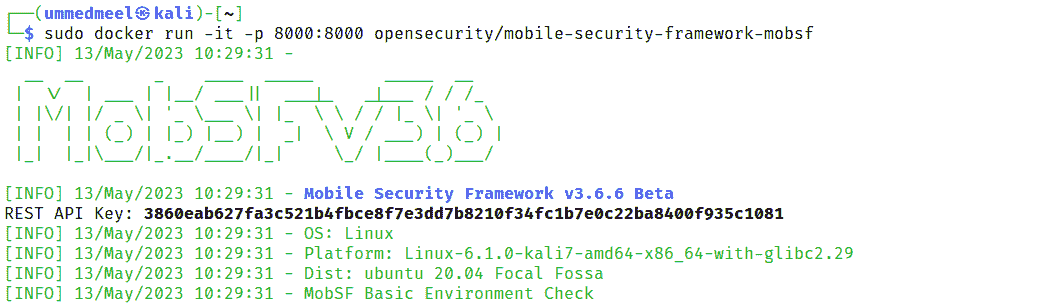 ┌──(ummedmeel㉿kali)-[~]
└─$ sudo docker run -it -p 8000:8000 opensecurity/mobile-security-framework-mobsf
[INFO] 13/May/2023 10:29:31 -
MobSF v3.6
[INFO] 13/May/2023 10:29:31 - Mobile Security Framework v3.6.6 Beta
REST API Key: 3860eab627fa3c521b4fbce8f7e3dd7b8210f34fc1b7e0c22ba8400f935c1081
[INFO] 13/May/2023 10:29:31 - OS: Linux
[INFO] 13/May/2023 10:29:31 - Platform: Linux-6.1.0-kali7-amd64-x86_64-with-glibc2.29
[INFO] 13/May/2023 10:29:31 - Dist: ubuntu 20.04 Focal Fossa
[INFO] 13/May/2023 10:29:31 - MobSF Basic Environment Check